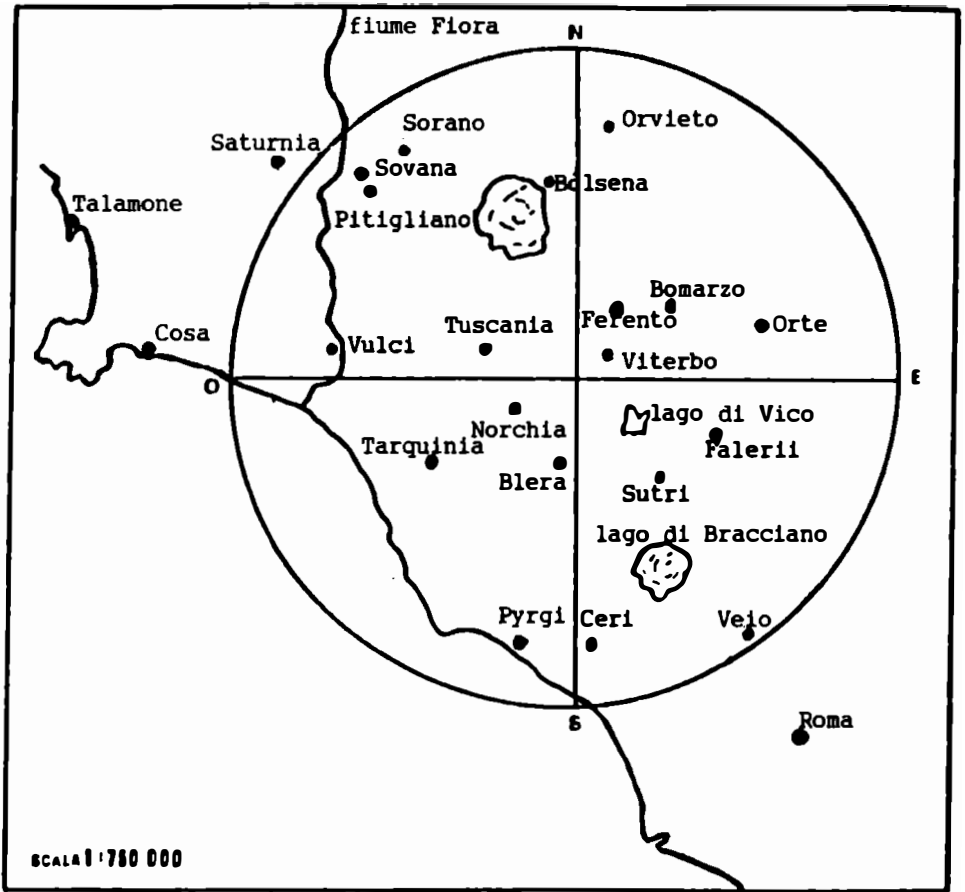 fiume Fiora
N
Sorano
Orvieto
Saturnia
Sovana
Bolsena
Talamone
Pitigliano
Bomarzo
Ferento
Orte
Tuscania
Cosa
Vulci
Viterbo
O
E
lago di Vico
Norchia
Tarquinia
Falerii
Blera
Sutri
lago di Bracciano
Pyrgi
Ceri
Veio
S
Roma
SCALA 1:750 000